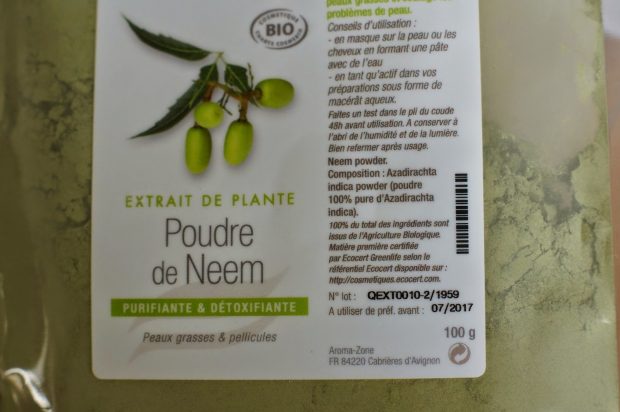 COSMETIQUE
BIO
CHARTE COSMEBIO
EXTRAIT DE PLANTE
Poudre
de Neem
PURIFIANTE & DÉTOXIFIANTE
Peaux grasses & pellicules
peaux grasses et
problèmes de peau.
Conseils d'utilisation :
- en masque sur la peau ou les
cheveux en formant une pâte
avec de l'eau
- en tant qu'actif dans vos
préparations sous forme de
macérât aqueux.
Faites un test dans le pli du coude
48h avant utilisation. A conserver à
l'abri de l'humidité et de la lumière.
Bien refermer après usage.
Neem powder.
Composition : Azadirachta
indica powder (poudre
100% pure d'Azadirachta
indica).
100% du total des ingrédients sont
issus de l'Agriculture Biologique.
Matière première certifiée
par Ecocert Greenlife selon le
référentiel Ecocert disponible sur :
http://cosmetiques.ecocert.com
N° lot : QEXT0010-2/1959
A utiliser de préf. avant : 07/2017
100 g
Aroma-Zone
FR 84220 Cabrières d'Avignon